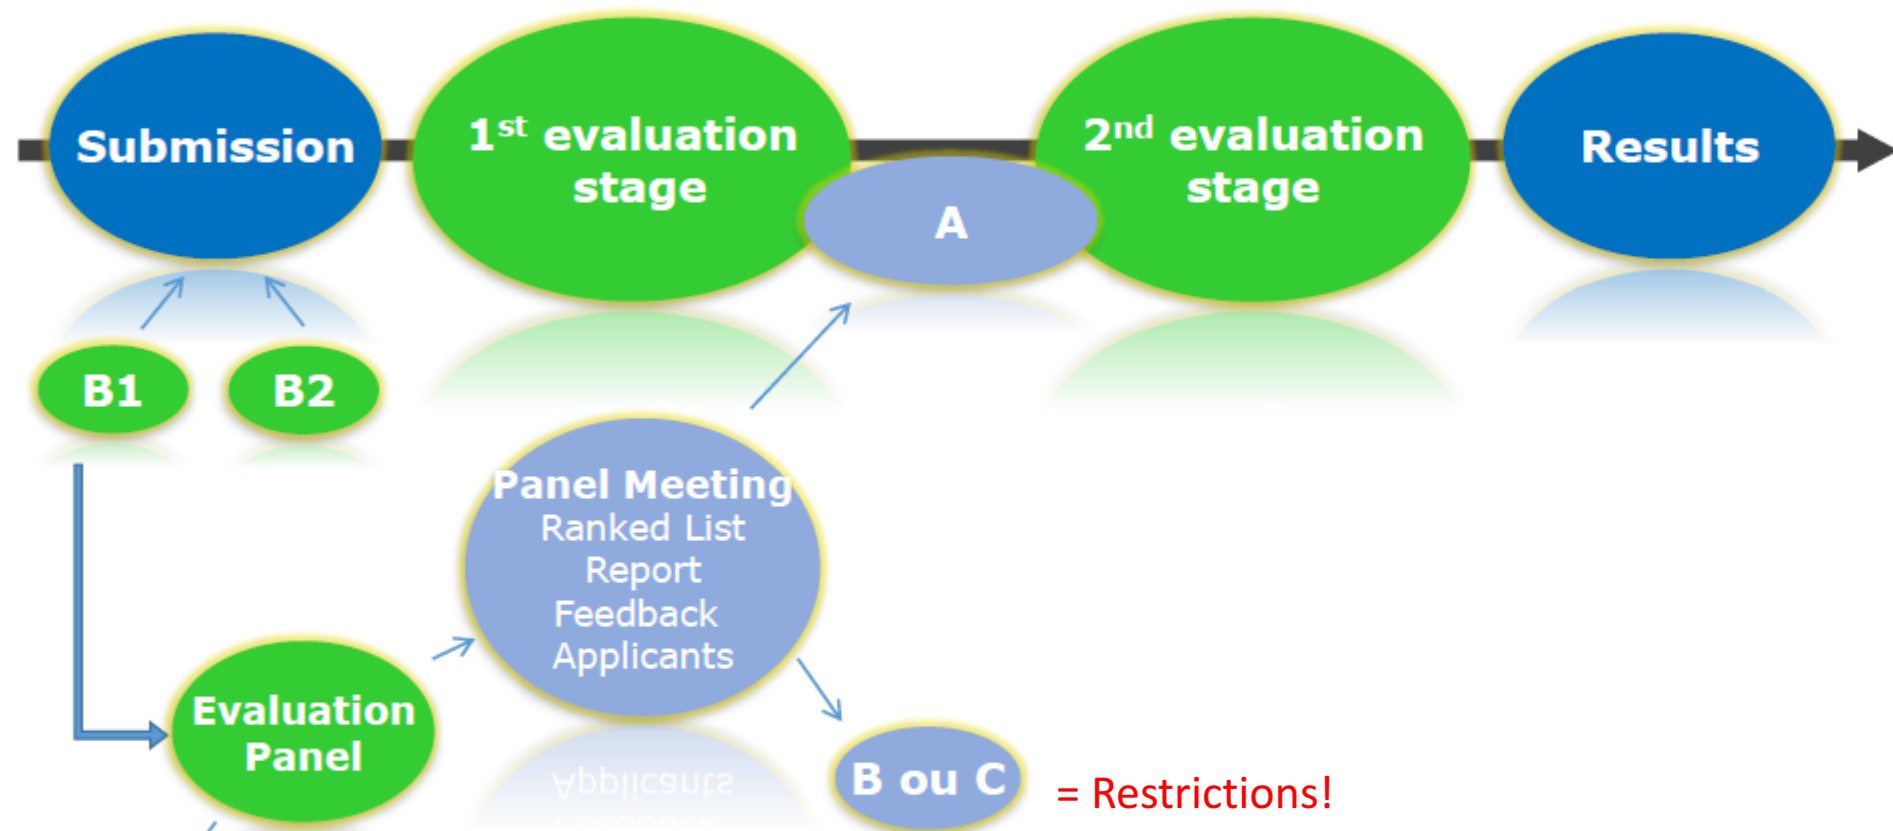 Submission
1st evaluation
stage
A
2nd evaluation
stage
Results
B1
B2
Panel Meeting
Ranked List
Report
Feedback
Applicants
Evaluation
Panel
B ou C
= Restrictions!
Applicants